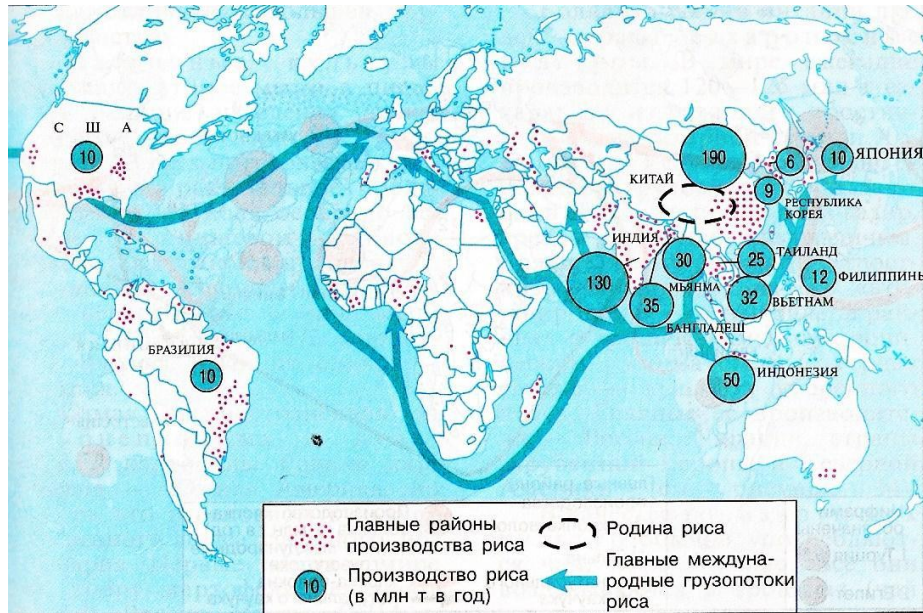 С Ш А
10
190
6
10
ЯПОНИЯ
КИТАЙ
9
РЕСПУБЛИКА
КОРЕЯ
ИНДИЯ
ТАИЛАНД
25
30
130
МЬЯНМА
12
ФИЛИППИНЫ
35
32
ВЬЕТНАМ
БАНГЛАДЕШ
БРАЗИЛИЯ
10
50
ИНДОНЕЗИЯ
Главные районы
производства риса
10
Производство риса
(в млн т в год)
Родина риса
Главные междуна-
родные грузопотоки
риса